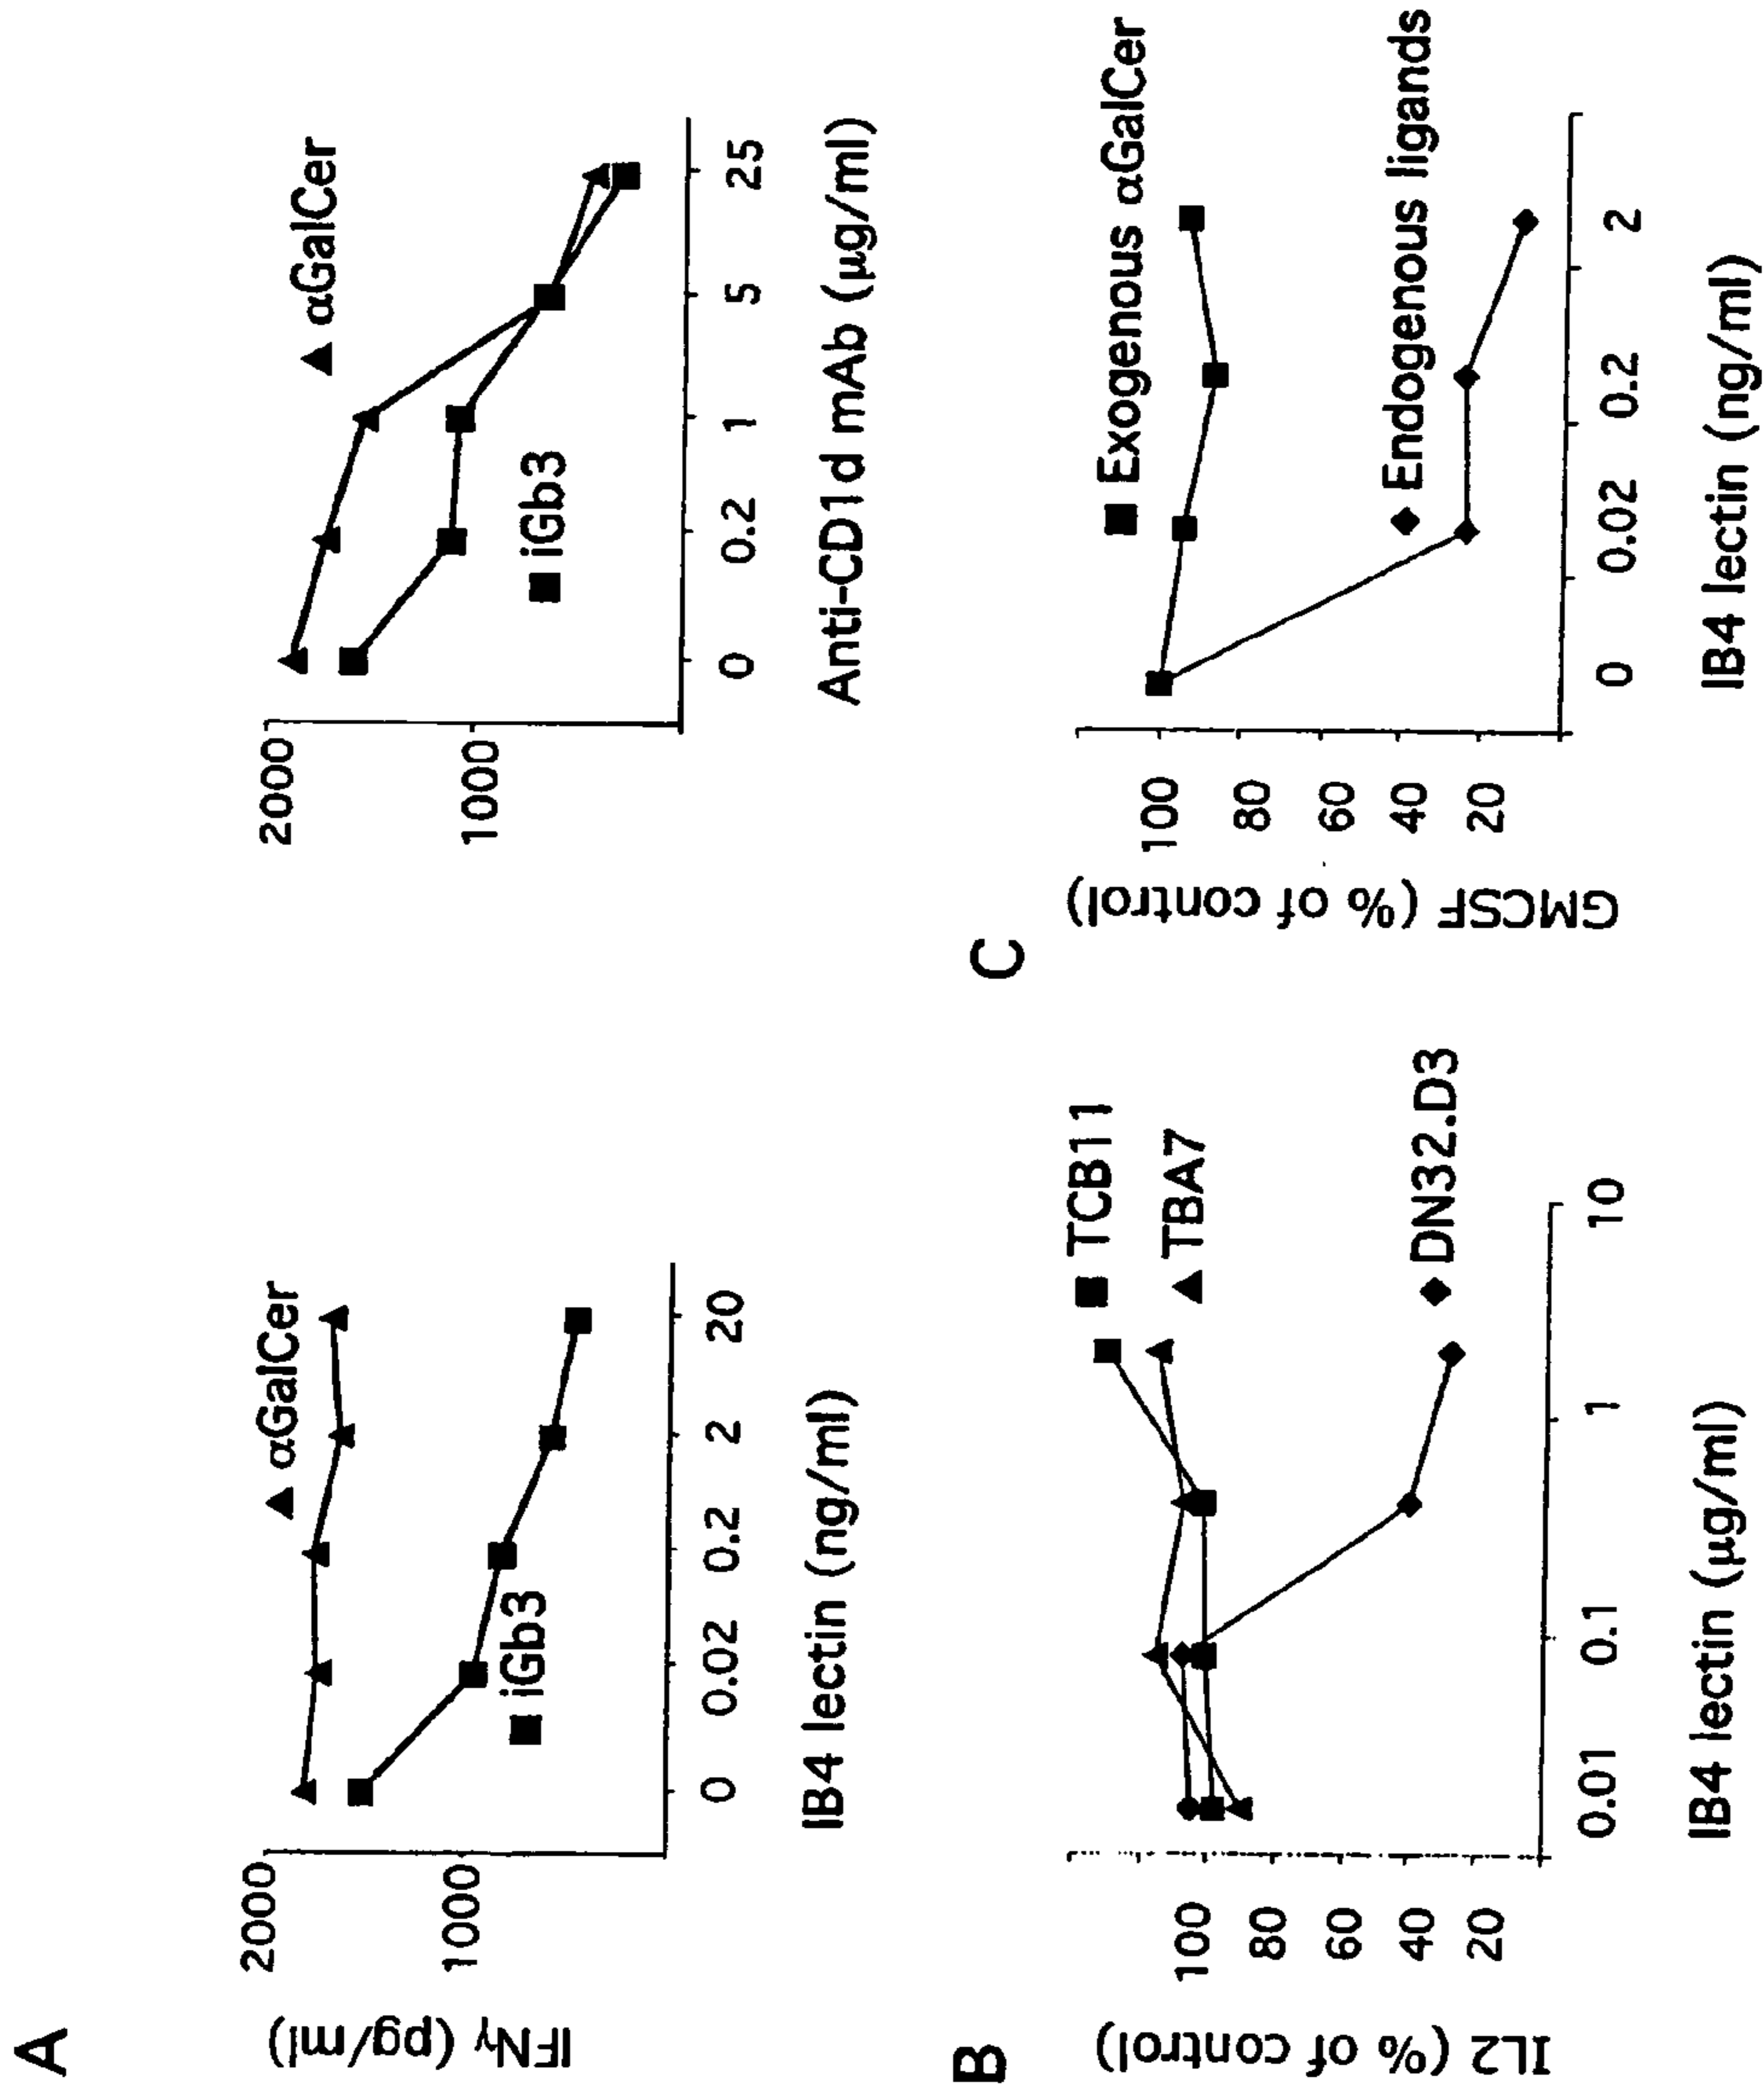 A
IFNγ (pg/ml)
2000
1000
▲ αGalCer
■ iGb3
0 0.02 0.2 2 20
IB4 lectin (ng/ml)
2000
1000
▲ αGalCer
■ iGb3
0 0.2 1 5 25
Anti-CD1d mAb (μg/ml)
B
IL2 (% of control)
100
80
60
40
20
■ TCB11
▲ TBA7
◆ DN32.D3
0.01 0.1 1 10
IB4 lectin (μg/ml)
C
GMCSF (% of control)
100
80
60
40
20
■ Exogenous αGalCer
◆ Endogenous ligands
0 0.02 0.2 2
IB4 lectin (ng/ml)